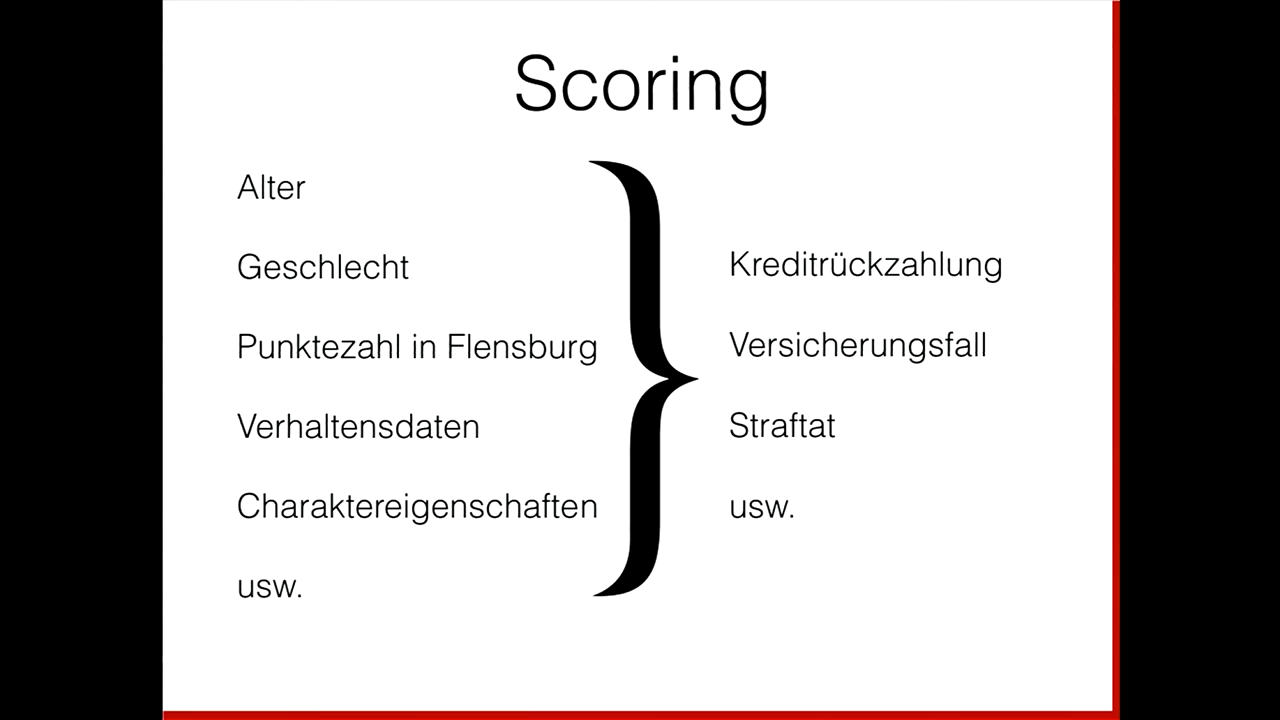 Scoring
Alter
Geschlecht
Punktezahl in Flensburg
Verhaltensdaten
Charaktereigenschaften
usw.
Kreditrückzahlung
Versicherungsfall
Straftat
usw.